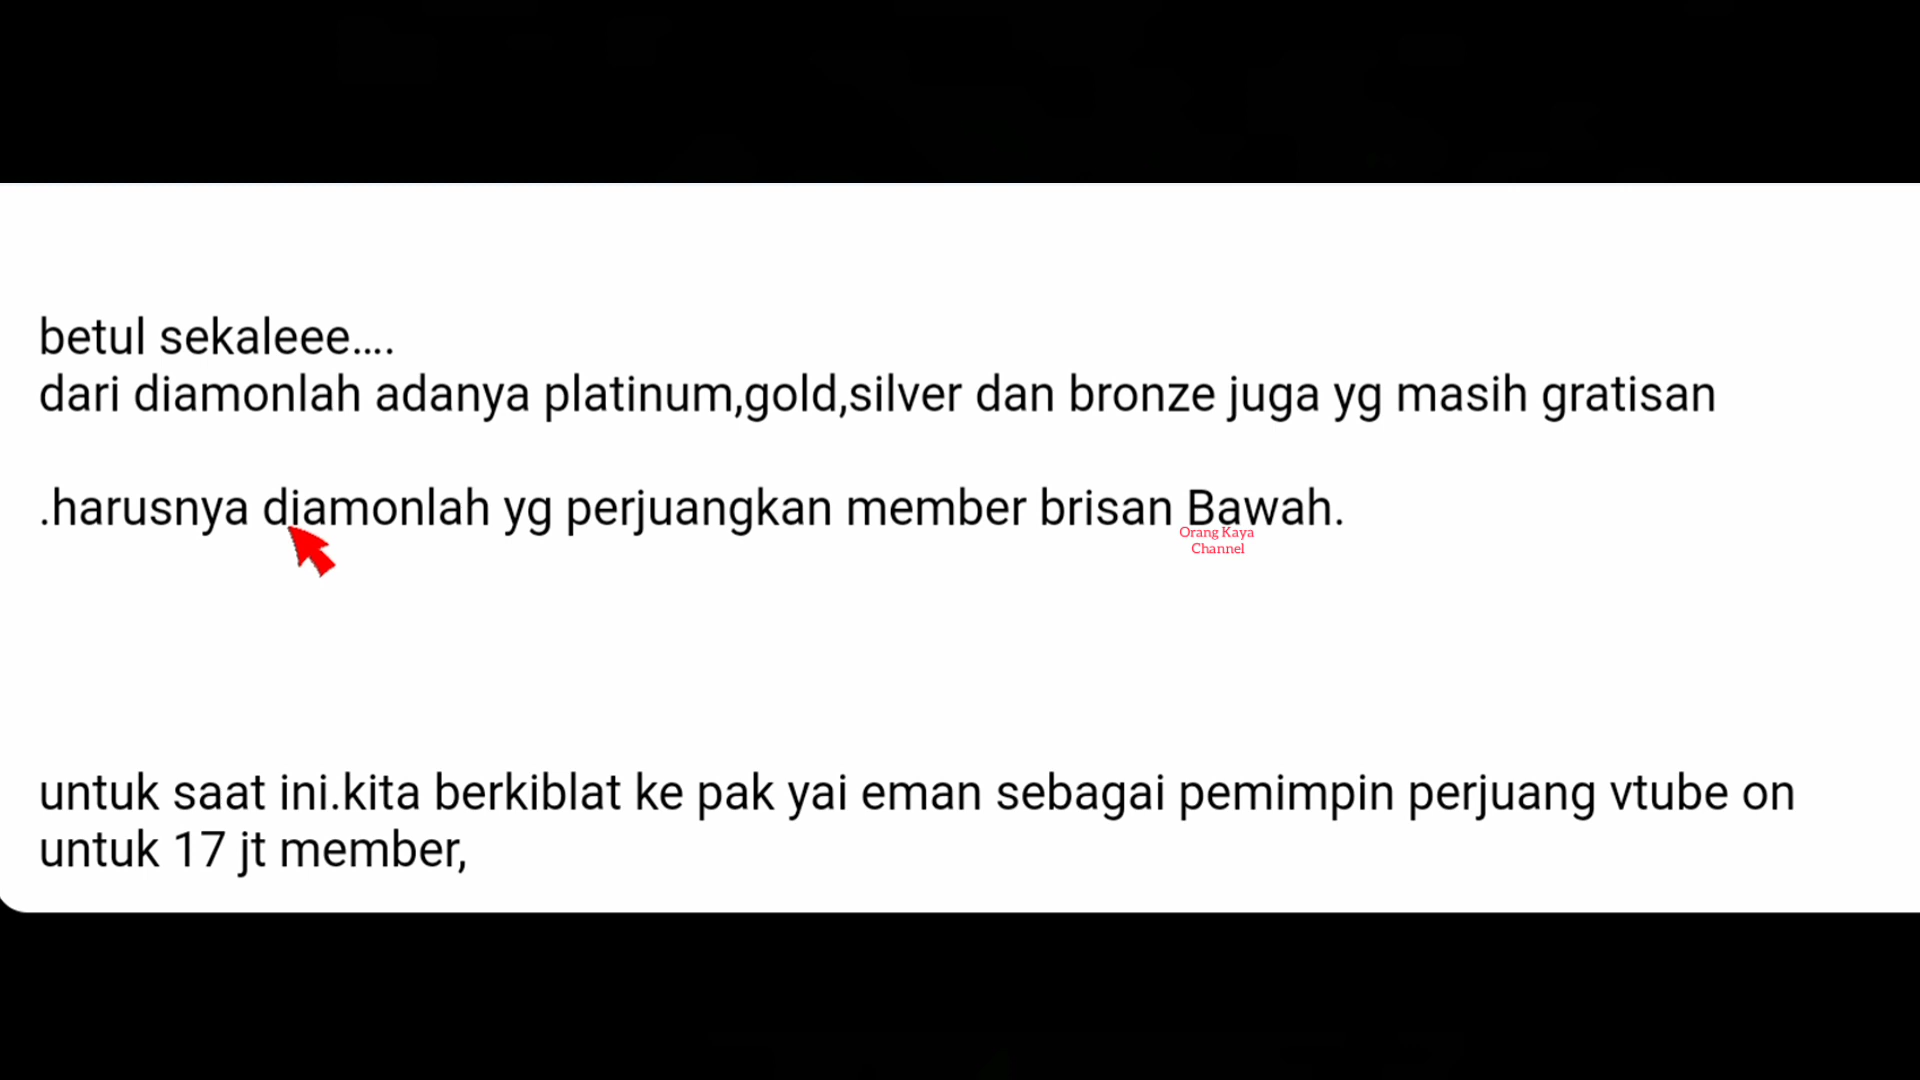 betul sekaleee....
dari diamonlah adanya platinum,gold,silver dan bronze juga yg masih gratisan
.harusnya diamonlah yg perjuangkan member brisan Bawah.
Orang Kaya
Channel
untuk saat ini.kita berkiblat ke pak yai eman sebagai pemimpin perjuang vtube on
untuk 17 jt member,